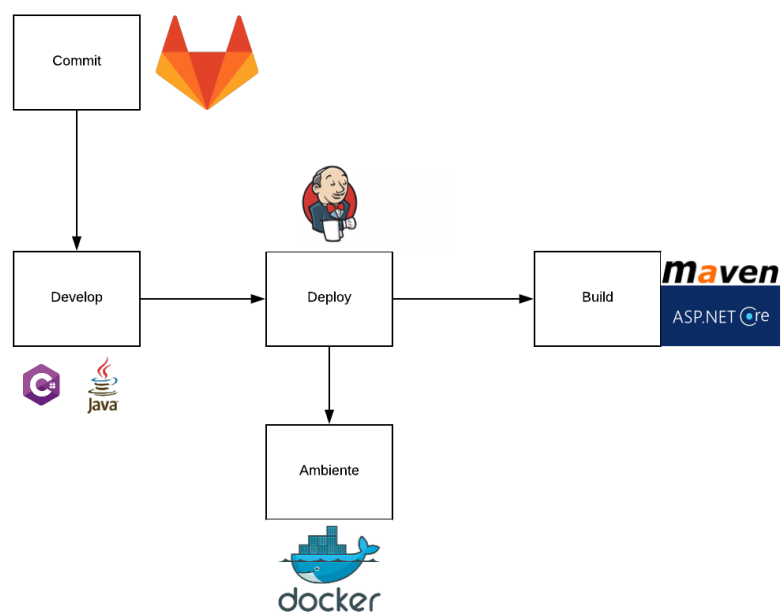 Commit
Develop
Deploy
Build
maven
ASP.NET Core
C#
Java
Ambiente
docker